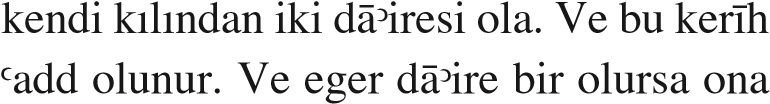 kendi kılından iki dāʾiresi ola. Ve bu kerīh
ʿadd olunur. Ve eger dāʾire bir olursa ona